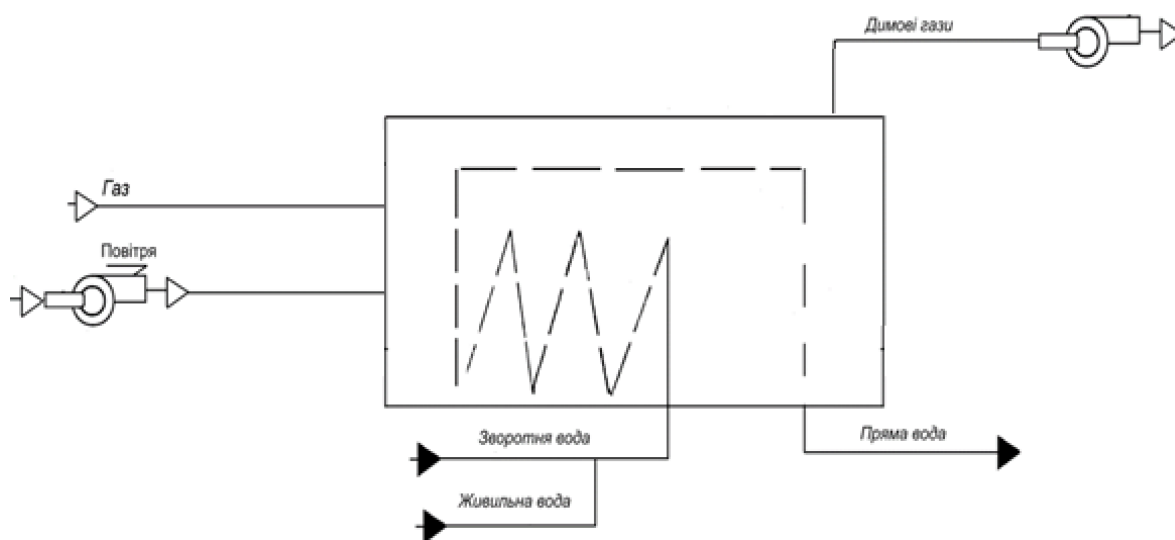 Димові гази
Газ
Повітря
Зворотня вода
Пряма вода
Живильна вода